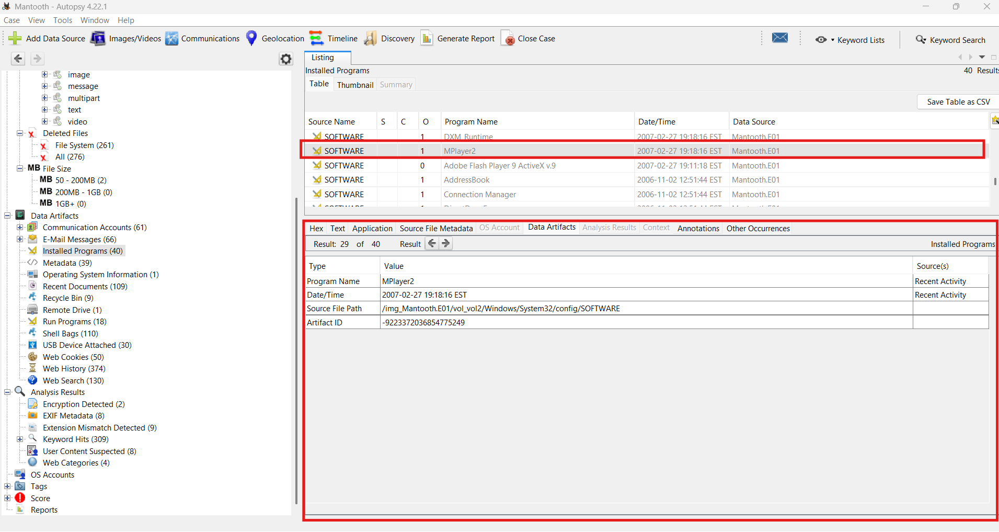 Mantooth - Autopsy 4.22.1
Case View Tools Window Help
Add Data Source Images/Videos Communications Geolocation Timeline Discovery Generate Report Close Case Keyword Lists Keyword Search
image
message
multipart
text
video
Deleted Files
File System (261)
All (276)
MB File Size
MB 50 - 200MB (2)
MB 200MB - 1GB (0)
MB 1GB+ (0)
Data Artifacts
Communication Accounts (61)
E-Mail Messages (66)
Installed Programs (40)
Metadata (39)
Operating System Information (1)
Recent Documents (109)
Recycle Bin (9)
Remote Drive (1)
Run Programs (18)
Shell Bags (110)
USB Device Attached (30)
Web Cookies (50)
Web History (374)
Web Search (130)
Analysis Results
Encryption Detected (2)
EXIF Metadata (8)
Extension Mismatch Detected (9)
Keyword Hits (309)
User Content Suspected (8)
Web Categories (4)
OS Accounts
Tags
Score
Reports
Listing
Installed Programs 40 Results
Table Thumbnail Summary
Save Table as CSV
Source Name S C O Program Name Date/Time Data Source
SOFTWARE 1 DXM_Runtime 2007-02-27 19:18:16 EST Mantooth.E01
SOFTWARE 1 MPlayer2 2007-02-27 19:18:16 EST Mantooth.E01
SOFTWARE 0 Adobe Flash Player 9 ActiveX v.9 2007-02-27 19:11:18 EST Mantooth.E01
SOFTWARE 1 AddressBook 2006-11-02 12:51:44 EST Mantooth.E01
SOFTWARE 1 Connection Manager 2006-11-02 12:51:44 EST Mantooth.E01
Hex Text Application Source File Metadata OS Account Data Artifacts Analysis Results Context Annotations Other Occurrences
Result: 29 of 40 Result Installed Programs
Type Value Source(s)
Program Name MPlayer2 Recent Activity
Date/Time 2007-02-27 19:18:16 EST Recent Activity
Source File Path /img_Mantooth.E01/vol_vol2/Windows/System32/config/SOFTWARE
Artifact ID -9223372036854775249